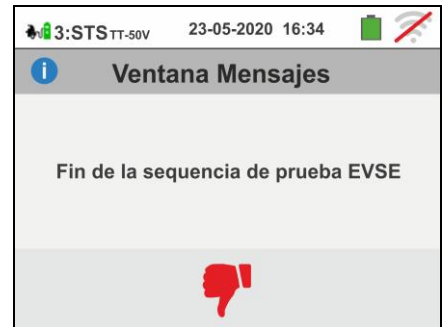 3:STS TT-50V 23-05-2020 16:34
i Ventana Mensajes
Fin de la sequencia de prueba EVSE